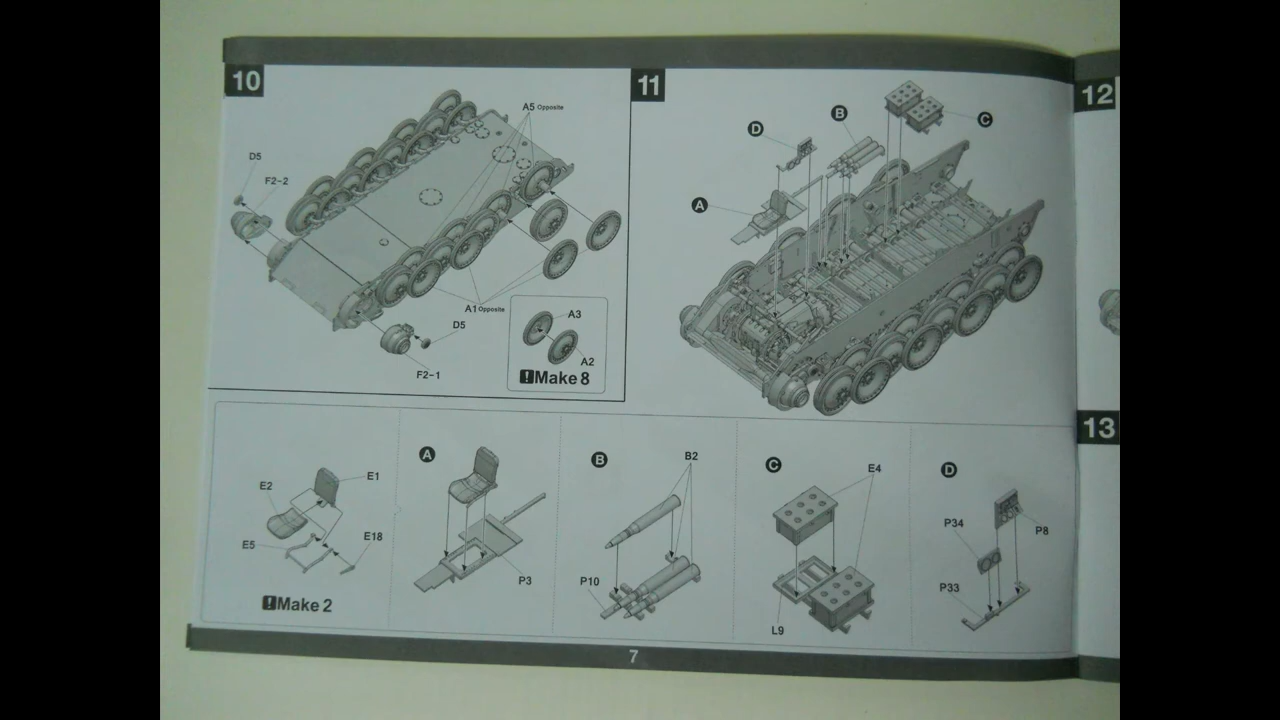 10
A5 Opposite
D5
F2-2
A1 Opposite
D5
F2-1
A3
A2
!Make 8
11
D
B
C
A
12
E1
E2
E5
E18
!Make 2
A
P3
B
B2
P10
C
E4
L9
D
P34
P8
P33
13
7